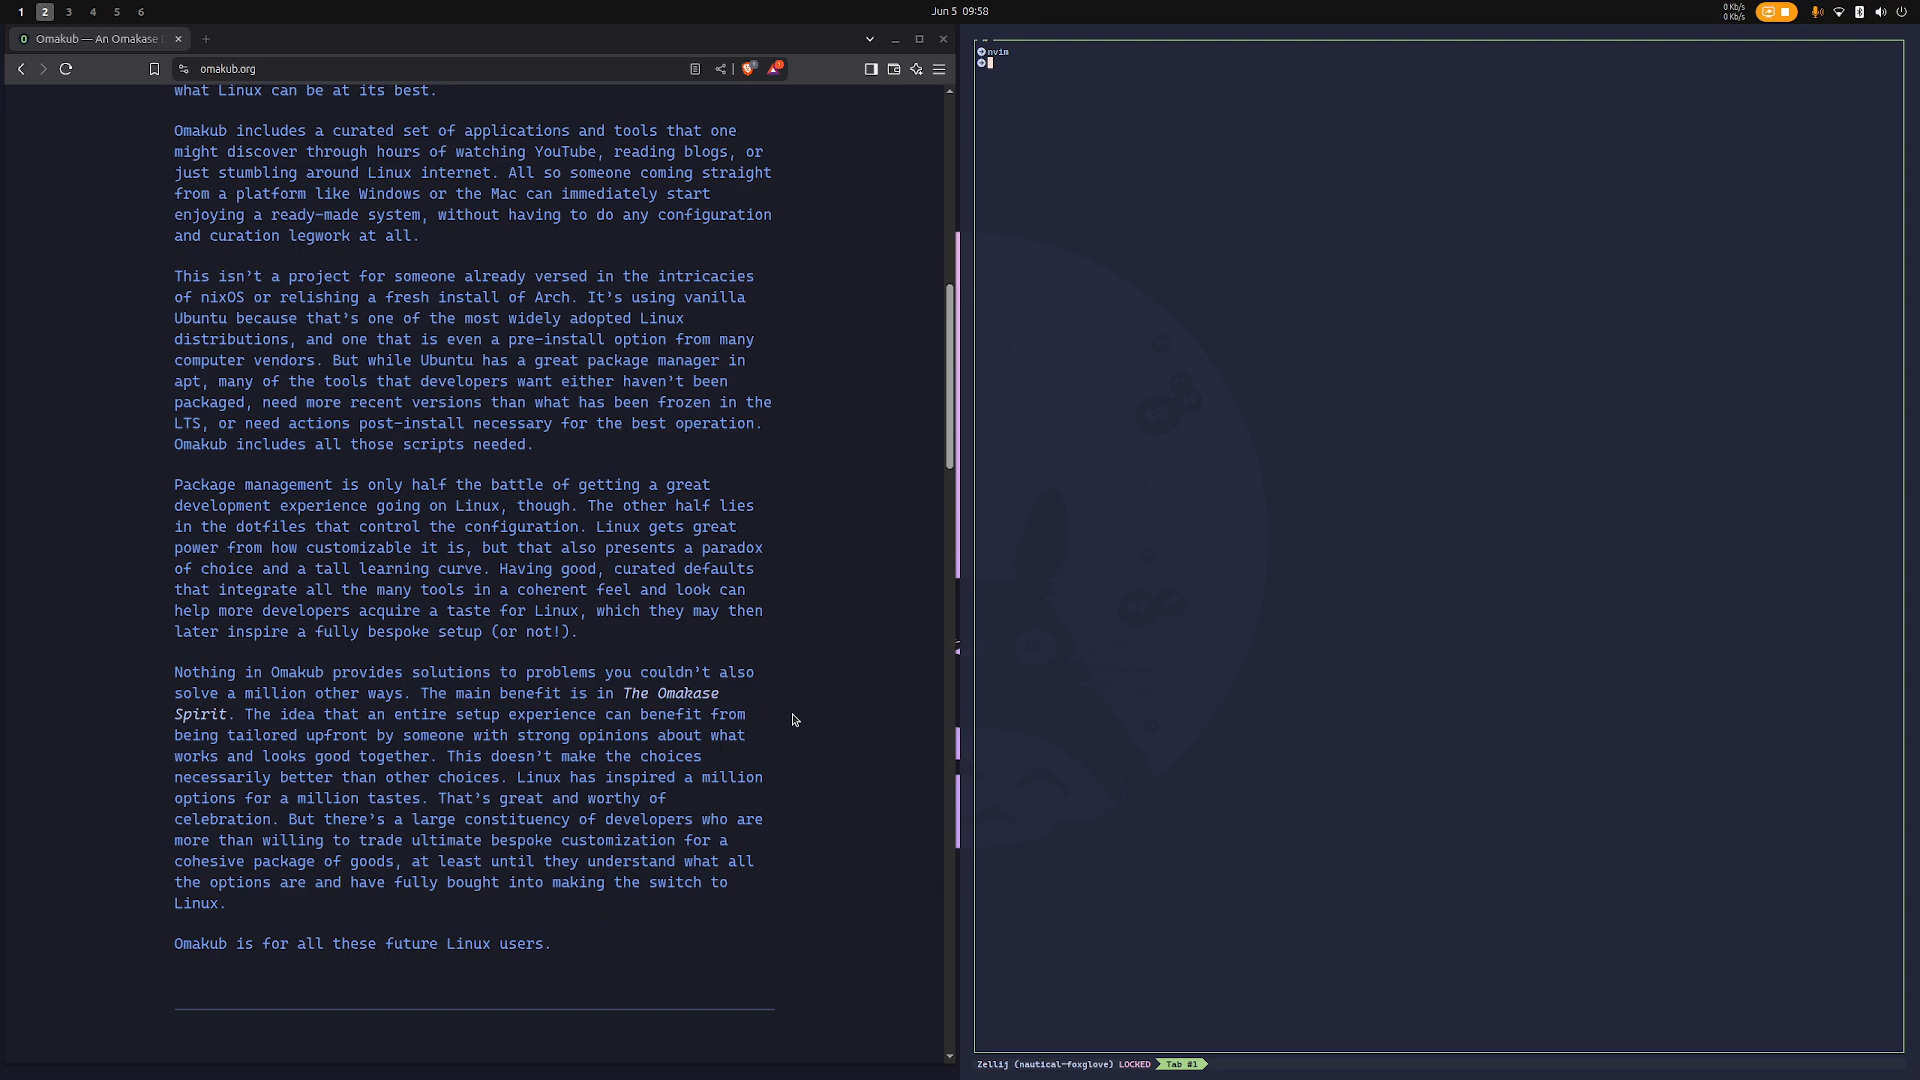 1 2 3 4 5 6
Jun 5 09:58
0 Kb/s
0 Kb/s
Omakub — An Omakase
omakub.org
what Linux can be at its best.
Omakub includes a curated set of applications and tools that one
might discover through hours of watching YouTube, reading blogs, or
just stumbling around Linux internet. All so someone coming straight
from a platform like Windows or the Mac can immediately start
enjoying a ready-made system, without having to do any configuration
and curation legwork at all.
This isn't a project for someone already versed in the intricacies
of nixOS or relishing a fresh install of Arch. It's using vanilla
Ubuntu because that's one of the most widely adopted Linux
distributions, and one that is even a pre-install option from many
computer vendors. But while Ubuntu has a great package manager in
apt, many of the tools that developers want either haven't been
packaged, need more recent versions than what has been frozen in the
LTS, or need actions post-install necessary for the best operation.
Omakub includes all those scripts needed.
Package management is only half the battle of getting a great
development experience going on Linux, though. The other half lies
in the dotfiles that control the configuration. Linux gets great
power from how customizable it is, but that also presents a paradox
of choice and a tall learning curve. Having good, curated defaults
that integrate all the many tools in a coherent feel and look can
help more developers acquire a taste for Linux, which they may then
later inspire a fully bespoke setup (or not!).
Nothing in Omakub provides solutions to problems you couldn't also
solve a million other ways. The main benefit is in The Omakase
Spirit. The idea that an entire setup experience can benefit from
being tailored upfront by someone with strong opinions about what
works and looks good together. This doesn't make the choices
necessarily better than other choices. Linux has inspired a million
options for a million tastes. That's great and worthy of
celebration. But there's a large constituency of developers who are
more than willing to trade ultimate bespoke customization for a
cohesive package of goods, at least until they understand what all
the options are and have fully bought into making the switch to
Linux.
Omakub is for all these future Linux users.
~
nvim
Zellij (nautical-foxglove) LOCKED Tab #1